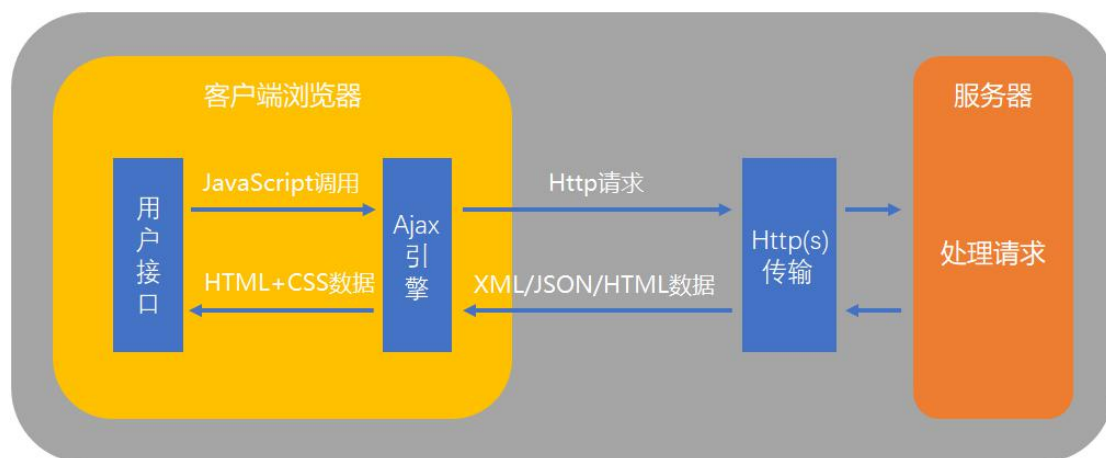 客户端浏览器
服务器
用户接口
JavaScript调用
Ajax
引
擎
Http请求
Http(s)
传输
处理请求
HTML+CSS数据
XML/JSON/HTML数据